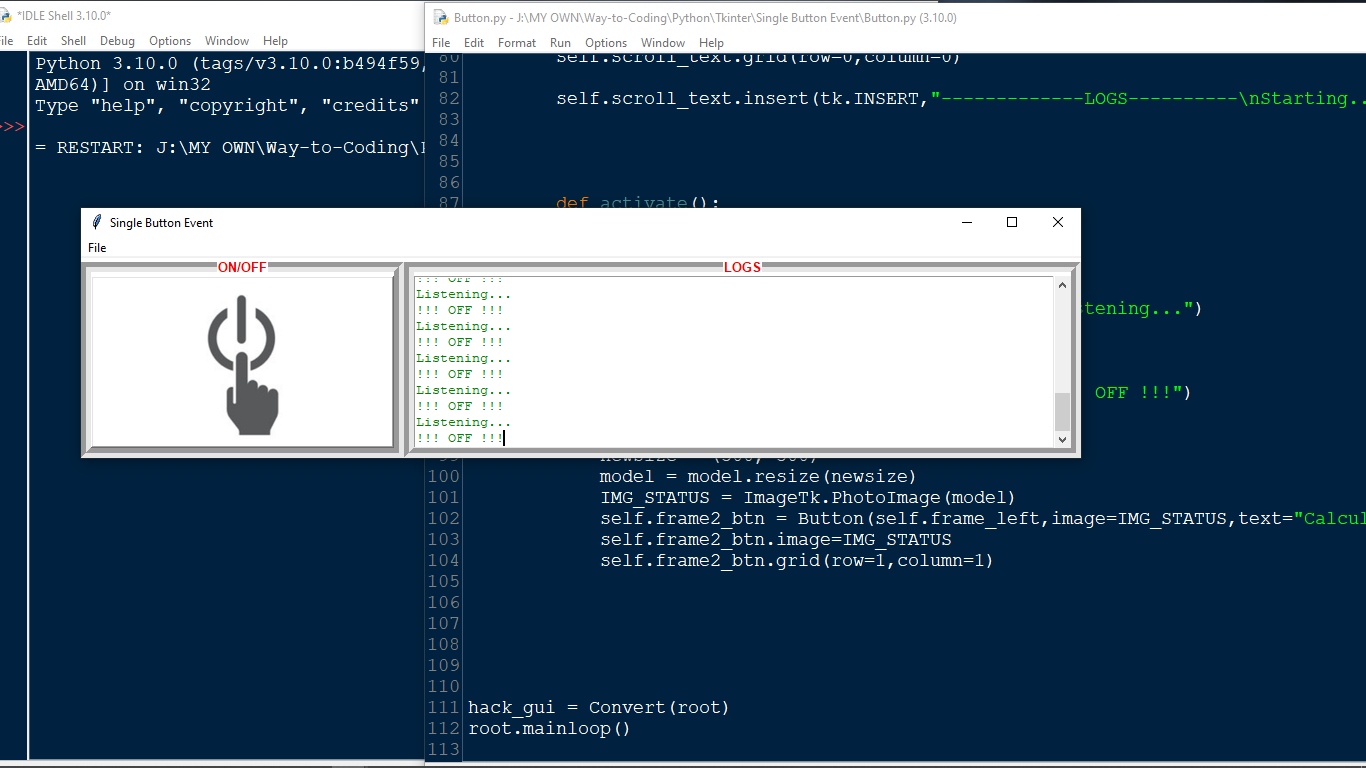 *IDLE Shell 3.10.0*
File Edit Shell Debug Options Window Help
Python 3.10.0 (tags/v3.10.0:b494f59,
AMD64)] on win32
Type "help", "copyright", "credits"
>>>
= RESTART: J:\MY OWN\Way-to-Coding\
Button.py - J:\MY OWN\Way-to-Coding\Python\Tkinter\Single Button Event\Button.py (3.10.0)
File Edit Format Run Options Window Help
80 self.scroll_text.grid(row=0,column=0)
81
82 self.scroll_text.insert(tk.INSERT,"-------------LOGS----------\nStarting..
83
84
85
86
87 def activate():
Single Button Event
File
ON/OFF
LOGS
!!! OFF !!!
Listening...
!!! OFF !!!
Listening...
!!! OFF !!!
Listening...
!!! OFF !!!
Listening...
!!! OFF !!!
Listening...
!!! OFF !!!
tening...")
OFF !!!")
99 newsize = (300, 300)
100 model = model.resize(newsize)
101 IMG_STATUS = ImageTk.PhotoImage(model)
102 self.frame2_btn = Button(self.frame_left,image=IMG_STATUS,text="Calcul
103 self.frame2_btn.image=IMG_STATUS
104 self.frame2_btn.grid(row=1,column=1)
105
106
107
108
109
110
111 hack_gui = Convert(root)
112 root.mainloop()
113